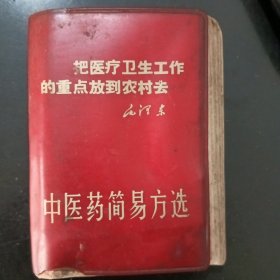 把医疗卫生工作
的重点放到农村去
毛泽东
中医药简易方选